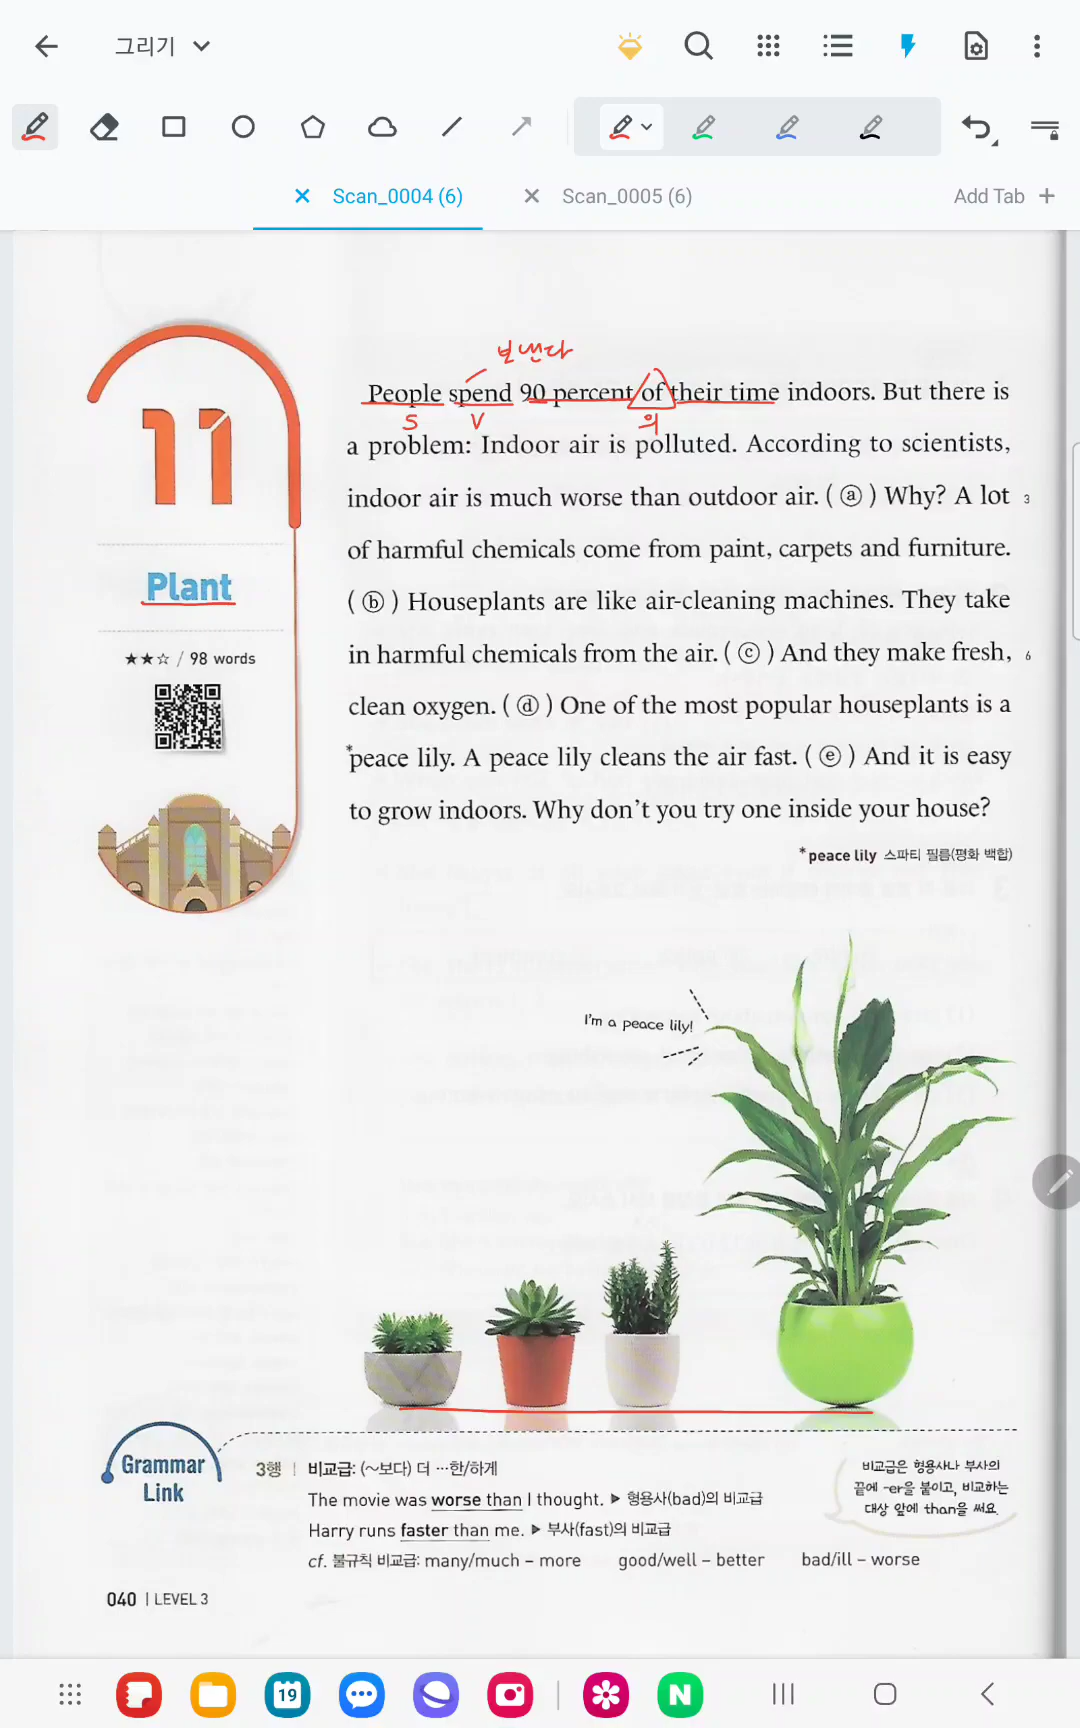 그리기
Scan_0004 (6)
Scan_0005 (6)
Add Tab +
보낸다
People spend 90 percent of their time indoors. But there is
S V 의
a problem: Indoor air is polluted. According to scientists,
indoor air is much worse than outdoor air. ( ⓐ ) Why? A lot 3
of harmful chemicals come from paint, carpets and furniture.
( ⓑ ) Houseplants are like air-cleaning machines. They take
in harmful chemicals from the air. ( ⓒ ) And they make fresh, 6
clean oxygen. ( ⓓ ) One of the most popular houseplants is a
*peace lily. A peace lily cleans the air fast. ( ⓔ ) And it is easy
to grow indoors. Why don't you try one inside your house?
*peace lily 스파티 필름(평화 백합)
11
Plant
★★☆ / 98 words
I'm a peace lily!
Grammar
Link
3행 | 비교급: (~보다) 더 …한/하게
The movie was worse than I thought. ▶ 형용사(bad)의 비교급
Harry runs faster than me. ▶ 부사(fast)의 비교급
cf. 불규칙 비교급: many/much – more good/well – better bad/ill – worse
비교급은 형용사나 부사의
끝에 -er을 붙이고, 비교하는
대상 앞에 than을 써요.
040 | LEVEL 3
19
N